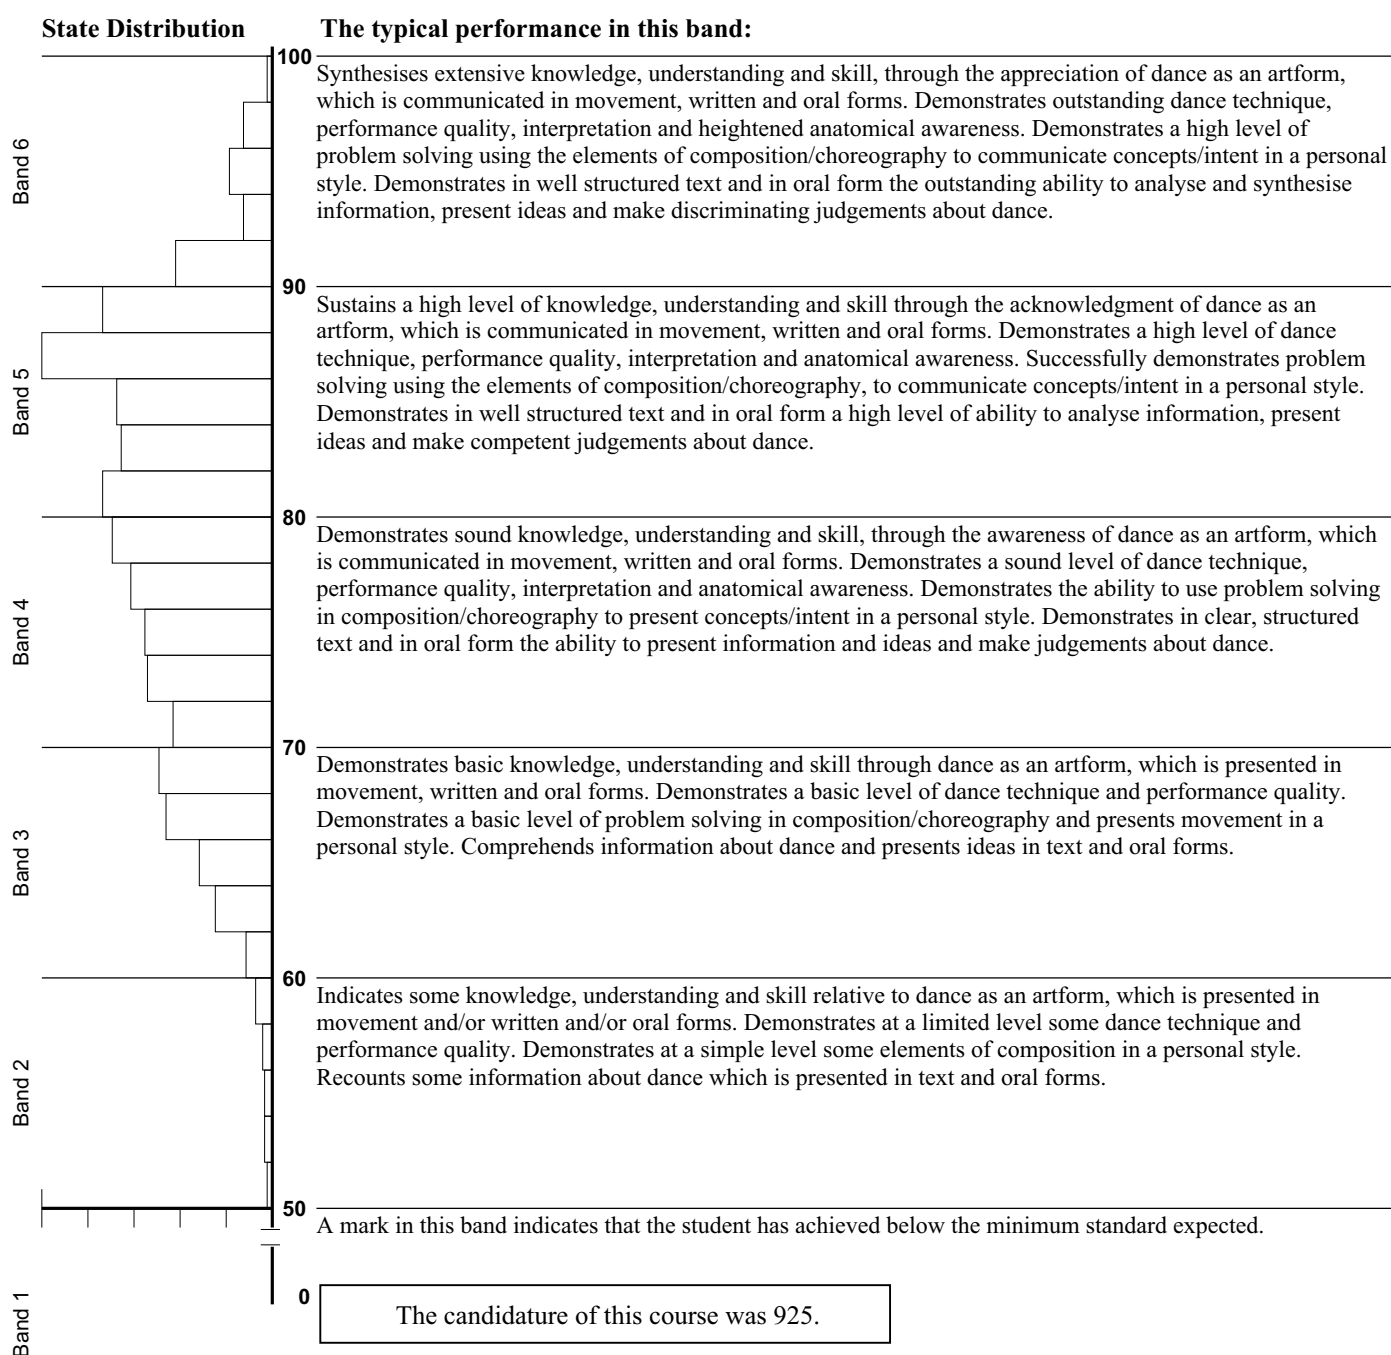 State Distribution
The typical performance in this band:
100
Synthesises extensive knowledge, understanding and skill, through the appreciation of dance as an artform,
which is communicated in movement, written and oral forms. Demonstrates outstanding dance technique,
performance quality, interpretation and heightened anatomical awareness. Demonstrates a high level of
problem solving using the elements of composition/choreography to communicate concepts/intent in a personal
style. Demonstrates in well structured text and in oral form the outstanding ability to analyse and synthesise
information, present ideas and make discriminating judgements about dance.
Band 6
90
Sustains a high level of knowledge, understanding and skill through the acknowledgment of dance as an
artform, which is communicated in movement, written and oral forms. Demonstrates a high level of dance
technique, performance quality, interpretation and anatomical awareness. Successfully demonstrates problem
solving using the elements of composition/choreography, to communicate concepts/intent in a personal style.
Demonstrates in well structured text and in oral form a high level of ability to analyse information, present
ideas and make competent judgements about dance.
Band 5
80
Demonstrates sound knowledge, understanding and skill, through the awareness of dance as an artform, which
is communicated in movement, written and oral forms. Demonstrates a sound level of dance technique,
performance quality, interpretation and anatomical awareness. Demonstrates the ability to use problem solving
in composition/choreography to present concepts/intent in a personal style. Demonstrates in clear, structured
text and in oral form the ability to present information and ideas and make judgements about dance.
Band 4
70
Demonstrates basic knowledge, understanding and skill through dance as an artform, which is presented in
movement, written and oral forms. Demonstrates a basic level of dance technique and performance quality.
Demonstrates a basic level of problem solving in composition/choreography and presents movement in a
personal style. Comprehends information about dance and presents ideas in text and oral forms.
Band 3
60
Indicates some knowledge, understanding and skill relative to dance as an artform, which is presented in
movement and/or written and/or oral forms. Demonstrates at a limited level some dance technique and
performance quality. Demonstrates at a simple level some elements of composition in a personal style.
Recounts some information about dance which is presented in text and oral forms.
Band 2
50
A mark in this band indicates that the student has achieved below the minimum standard expected.
0
Band 1
The candidature of this course was 925.